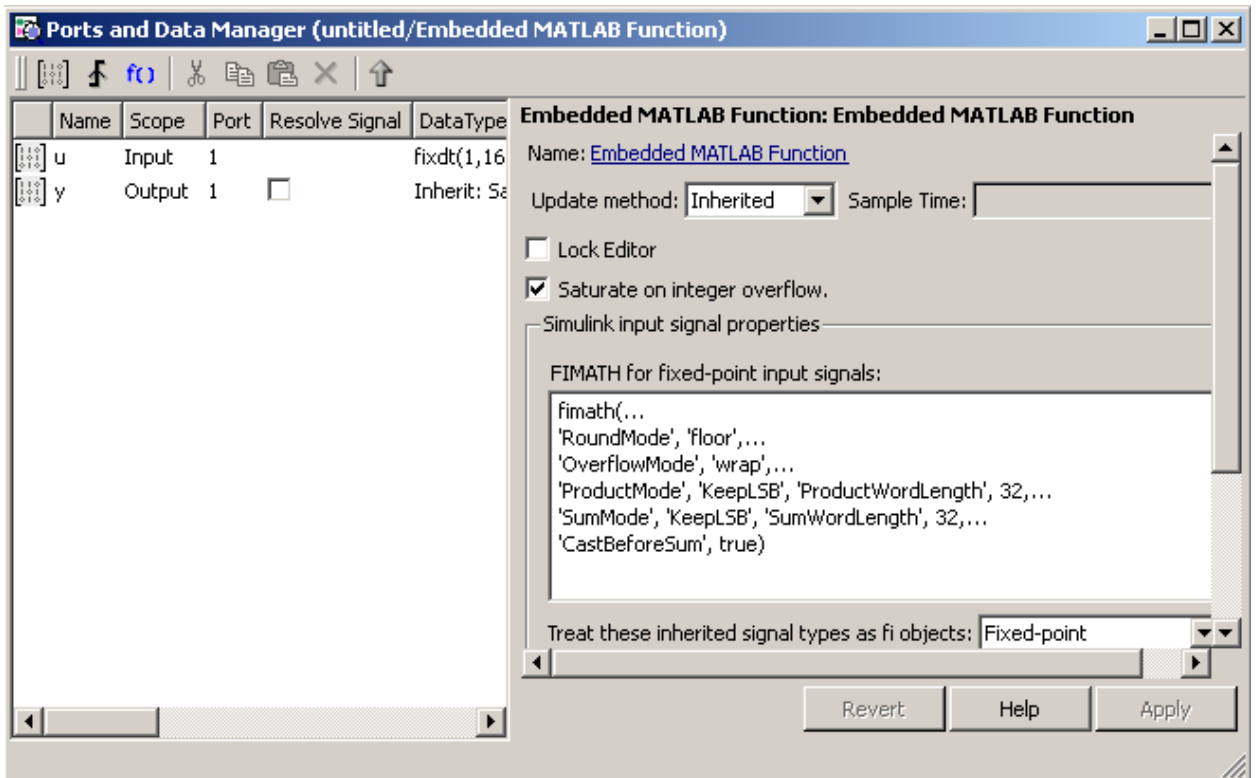 Ports and Data Manager (untitled/Embedded MATLAB Function)
f()
Name Scope Port Resolve Signal DataType
u Input 1 fixdt(1,16
y Output 1 Inherit: Sa
Embedded MATLAB Function: Embedded MATLAB Function
Name: Embedded MATLAB Function
Update method: Inherited Sample Time:
Lock Editor
Saturate on integer overflow.
Simulink input signal properties
FIMATH for fixed-point input signals:
fimath(...
'RoundMode', 'floor',...
'OverflowMode', 'wrap',...
'ProductMode', 'KeepLSB', 'ProductWordLength', 32,...
'SumMode', 'KeepLSB', 'SumWordLength', 32,...
'CastBeforeSum', true)
Treat these inherited signal types as fi objects: Fixed-point
Revert Help Apply